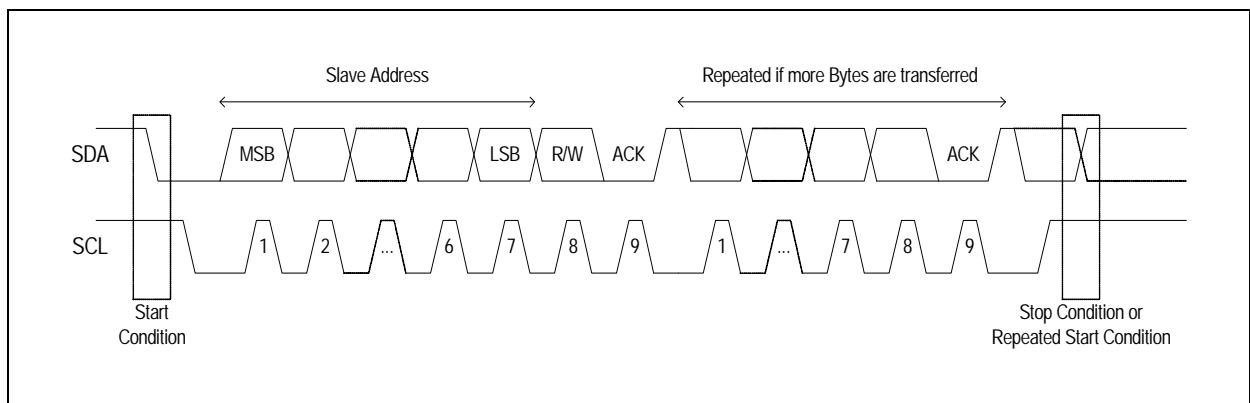 Slave Address
Repeated if more Bytes are transferred
SDA
MSB
LSB
R/W
ACK
ACK
SCL
1
2
...
6
7
8
9
1
...
7
8
9
Start
Condition
Stop Condition or
Repeated Start Condition